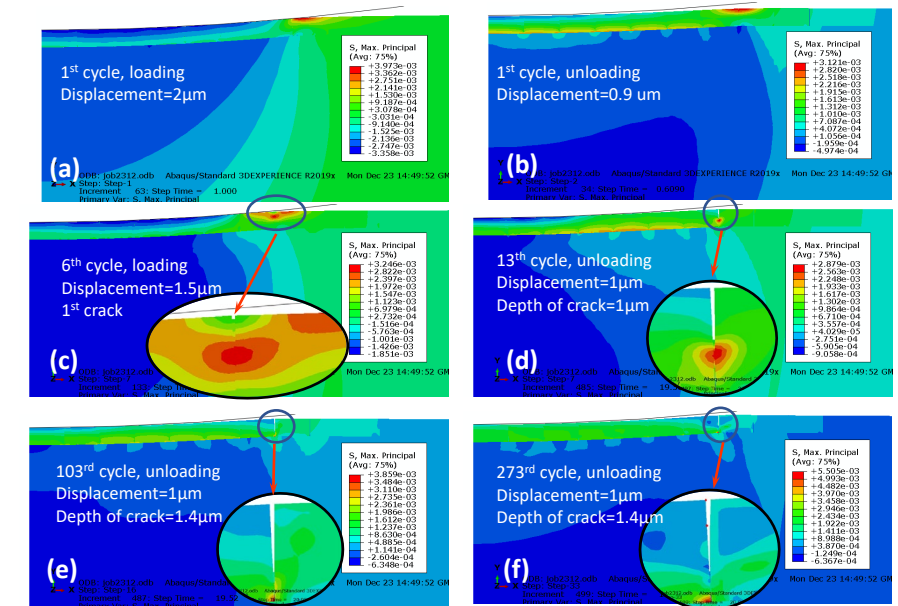 S, Max. Principal
(Avg: 75%)
+3.973e-03
+3.362e-03
+2.751e-03
+2.141e-03
+1.530e-03
+9.187e-04
+3.078e-04
-3.031e-04
-9.140e-04
-1.525e-03
-2.136e-03
-2.747e-03
-3.358e-03
1st cycle, loading
Displacement=2μm
(a)
ODB: job2312.odb Abaqus/Standard 3DEXPERIENCE R2019x Mon Dec 23 14:49:52 GM
Step: Step-1
Increment 63: Step Time = 1.000
Primary Var: S, Max. Principal
S, Max. Principal
(Avg: 75%)
+3.121e-03
+2.820e-03
+2.518e-03
+2.216e-03
+1.915e-03
+1.613e-03
+1.312e-03
+1.010e-03
+7.087e-04
+4.072e-04
+1.056e-04
-1.959e-04
-4.974e-04
1st cycle, unloading
Displacement=0.9 um
(b)
ODB: job2312.odb Abaqus/Standard 3DEXPERIENCE R2019x Mon Dec 23 14:49:52 GM
S, Max. Principal
(Avg: 75%)
+3.246e-03
+2.822e-03
+2.397e-03
+1.972e-03
+1.547e-03
+1.123e-03
+6.979e-04
+2.732e-04
-1.516e-04
-5.763e-04
-1.001e-03
-1.426e-03
-1.851e-03
6th cycle, loading
Displacement=1.5μm
1st crack
(c)
Mon Dec 23 14:49:52 GM
S, Max. Principal
(Avg: 75%)
+2.879e-03
+2.563e-03
+2.248e-03
+1.933e-03
+1.617e-03
+1.302e-03
+9.864e-04
+6.710e-04
+3.557e-04
+4.029e-05
-2.751e-04
-5.905e-04
-9.058e-04
13th cycle, unloading
Displacement=1μm
Depth of crack=1μm
(d)
Mon Dec 23 14:49:52 GM
S, Max. Principal
(Avg: 75%)
+3.859e-03
+3.484e-03
+3.110e-03
+2.735e-03
+2.361e-03
+1.986e-03
+1.612e-03
+1.237e-03
+8.630e-04
+4.885e-04
+1.141e-04
-2.604e-04
-6.348e-04
103rd cycle, unloading
Displacement=1μm
Depth of crack=1.4μm
(e)
Mon Dec 23 14:49:52 GM
S, Max. Principal
(Avg: 75%)
+5.505e-03
+4.993e-03
+4.482e-03
+3.970e-03
+3.458e-03
+2.946e-03
+2.434e-03
+1.922e-03
+1.411e-03
+8.988e-04
+3.870e-04
-1.249e-04
-6.367e-04
273rd cycle, unloading
Displacement=1μm
Depth of crack=1.4μm
(f)
Mon Dec 23 14:49:52 GM